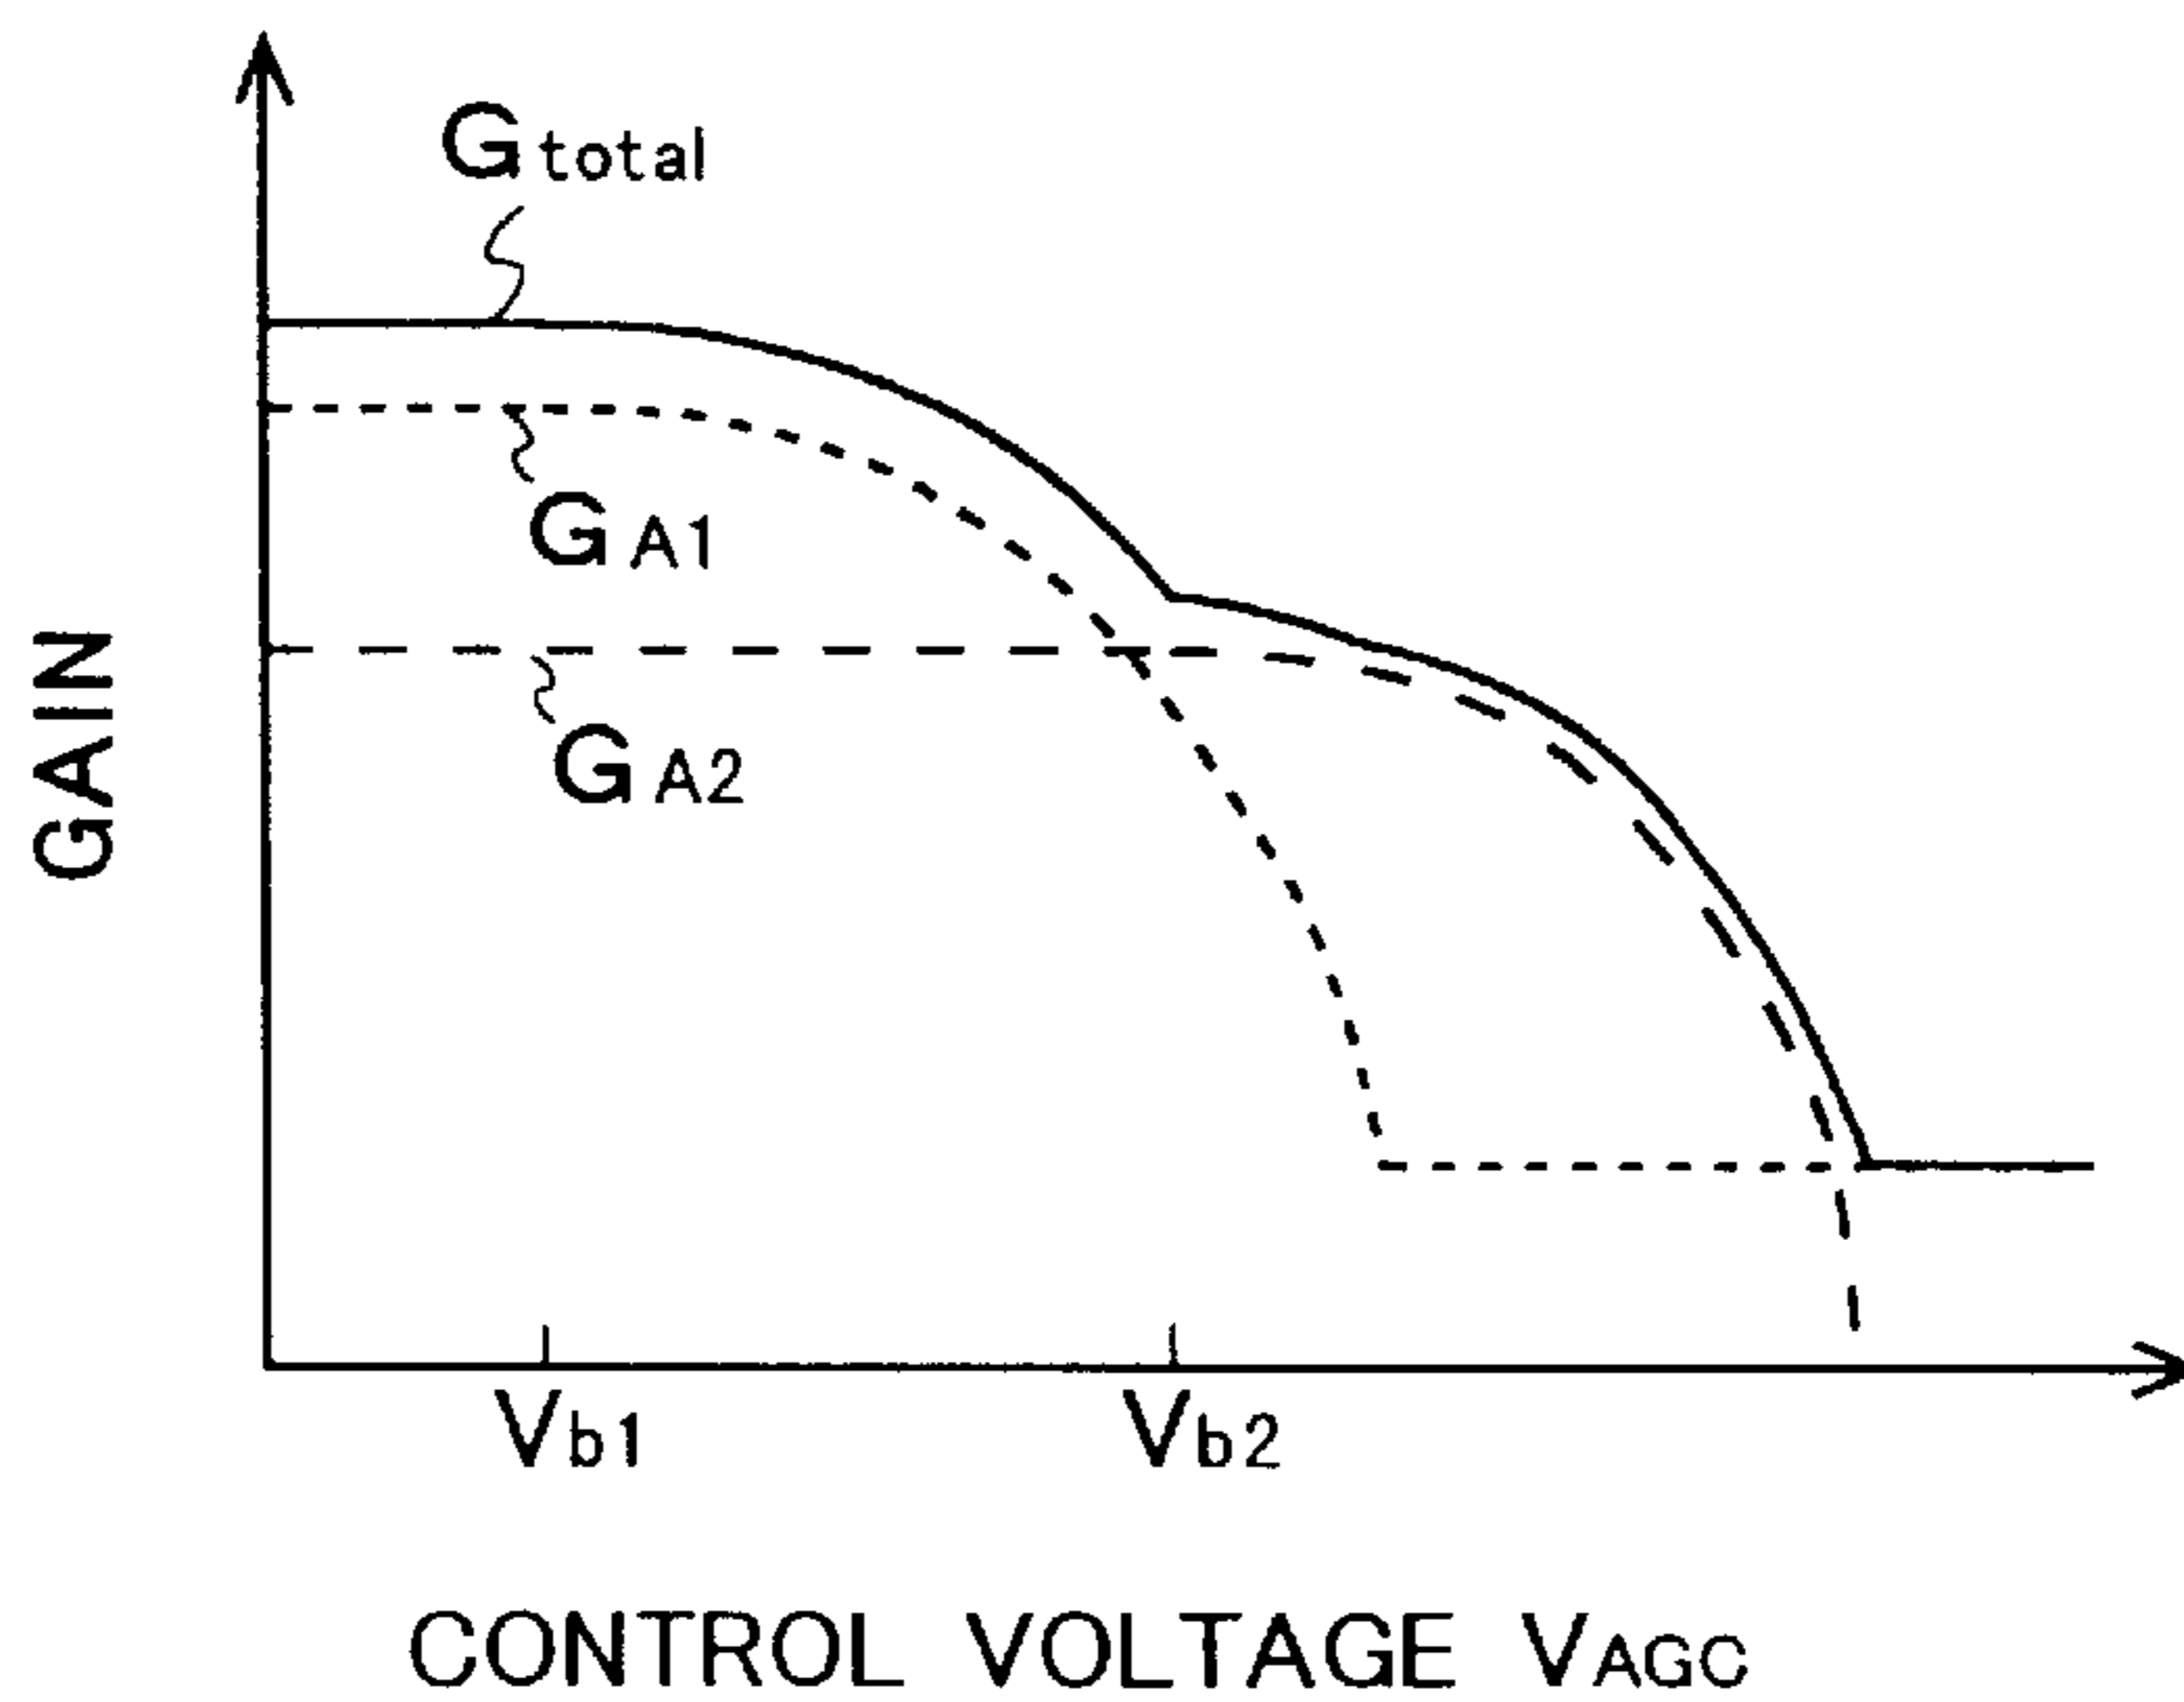 Gtotal
GA1
GA2
GAIN
Vb1 Vb2
CONTROL VOLTAGE VAGC